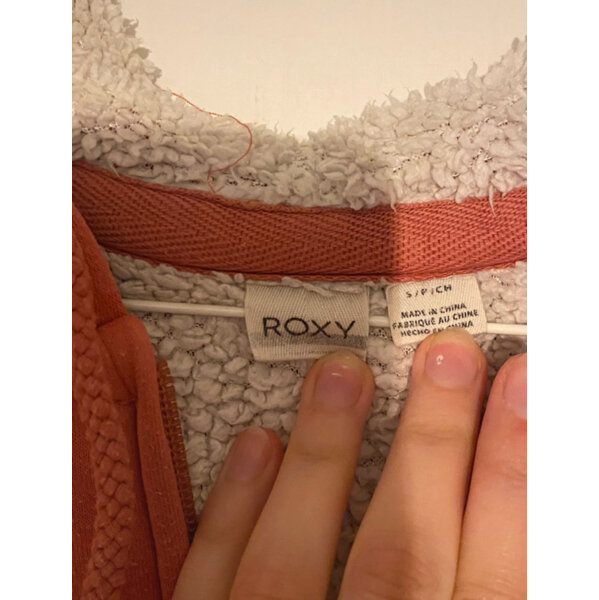 ROXY
S/P/CH
MADE IN CHINA
FABRIQUÉ AU CHINE
HECHO EN CHINA